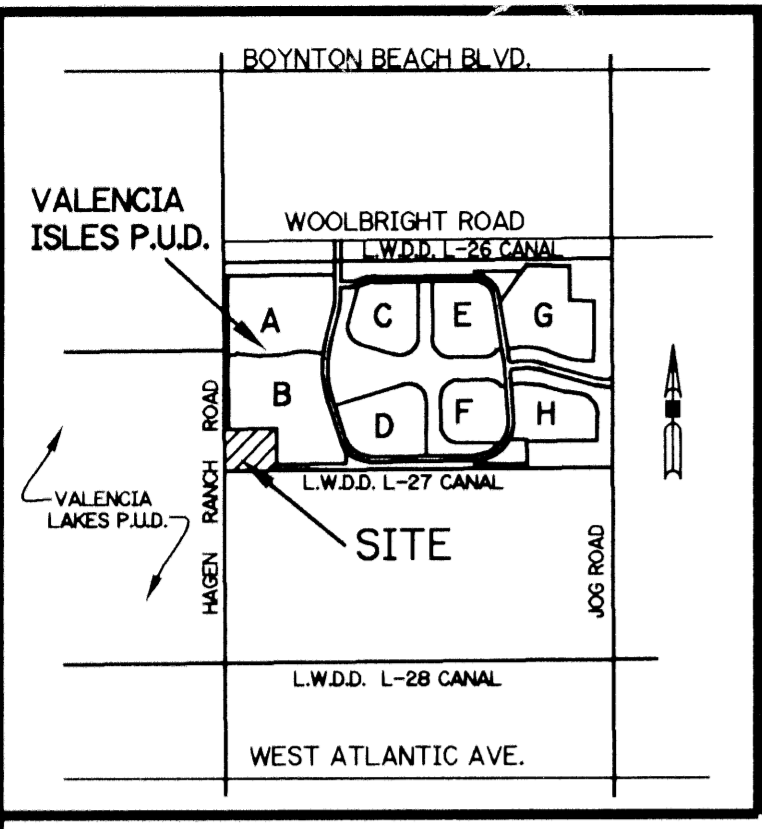 BOYNTON BEACH BLVD.
VALENCIA
ISLES P.U.D.
WOOLBRIGHT ROAD
L.W.D.D. L-26 CANAL
A
C
E
G
B
D
F
H
HAGEN RANCH ROAD
L.W.D.D. L-27 CANAL
VALENCIA
LAKES P.U.D.
SITE
JOG ROAD
L.W.D.D. L-28 CANAL
WEST ATLANTIC AVE.